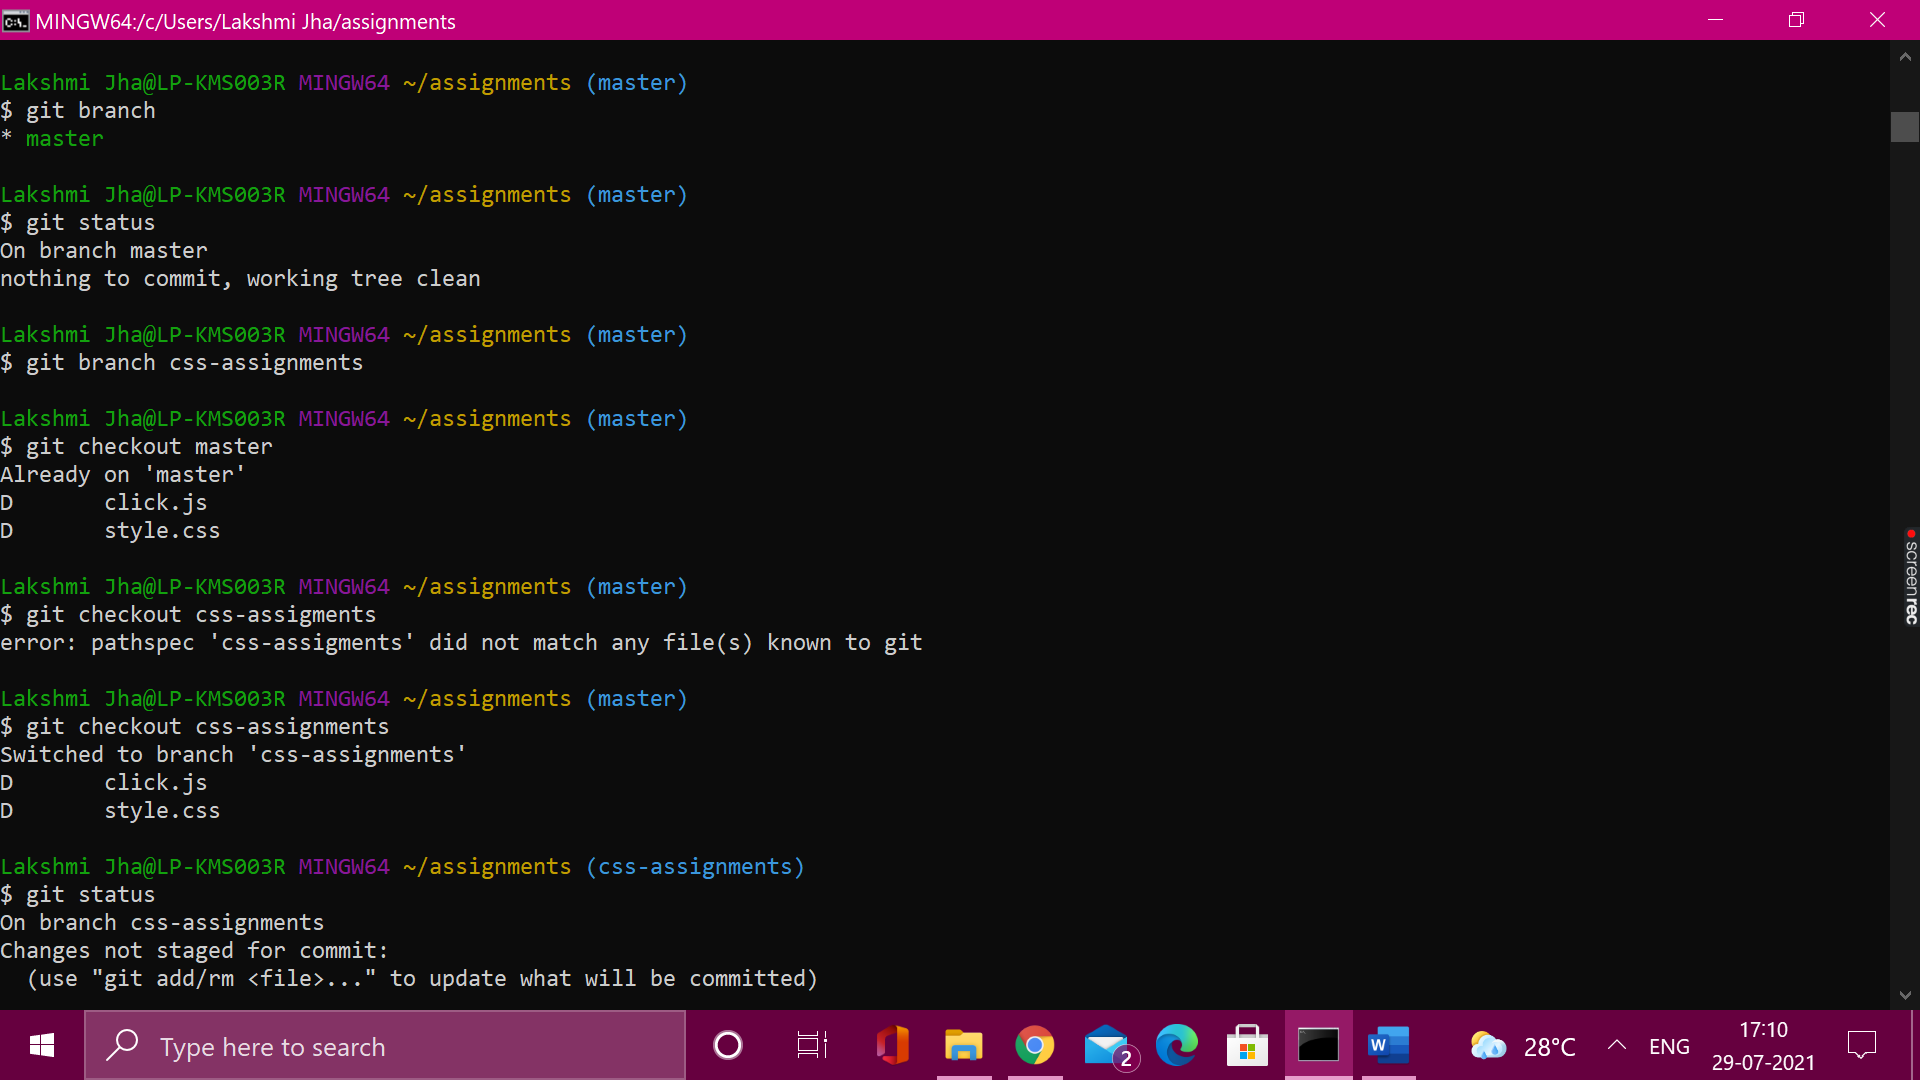 MINGW64:/c/Users/Lakshmi Jha/assignments
Lakshmi Jha@LP-KMS003R MINGW64 ~/assignments (master)
$ git branch
* master
Lakshmi Jha@LP-KMS003R MINGW64 ~/assignments (master)
$ git status
On branch master
nothing to commit, working tree clean
Lakshmi Jha@LP-KMS003R MINGW64 ~/assignments (master)
$ git branch css-assignments
Lakshmi Jha@LP-KMS003R MINGW64 ~/assignments (master)
$ git checkout master
Already on 'master'
D       click.js
D       style.css
Lakshmi Jha@LP-KMS003R MINGW64 ~/assignments (master)
$ git checkout css-assigments
error: pathspec 'css-assigments' did not match any file(s) known to git
Lakshmi Jha@LP-KMS003R MINGW64 ~/assignments (master)
$ git checkout css-assignments
Switched to branch 'css-assignments'
D       click.js
D       style.css
Lakshmi Jha@LP-KMS003R MINGW64 ~/assignments (css-assignments)
$ git status
On branch css-assignments
Changes not staged for commit:
  (use "git add/rm <file>..." to update what will be committed)
screenrec
Type here to search
2
W
28°C
ENG
17:10
29-07-2021